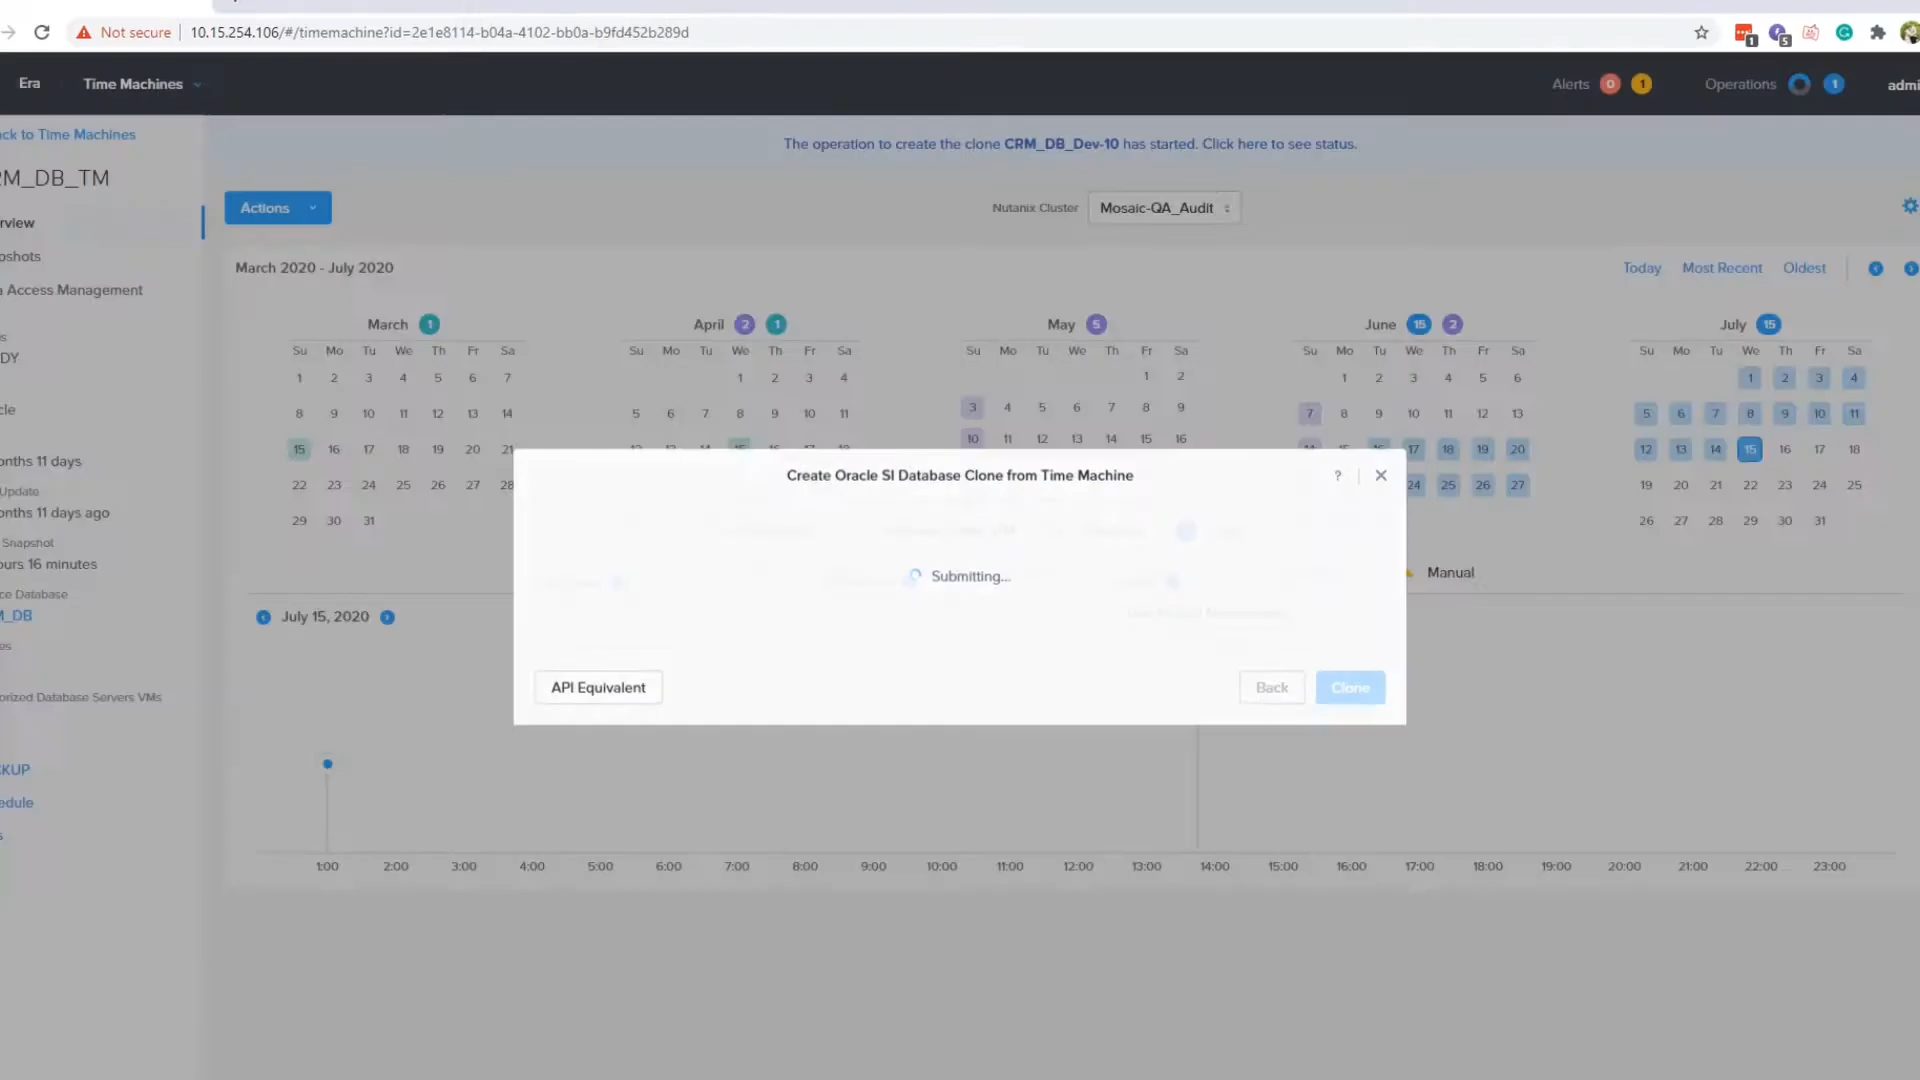 Not secure
10.15.254.106/#/timemachine?id=2e1e8114-b04a-4102-bb0a-b9fd452b289d
1
5
Era
Time Machines
Alerts 0 1
Operations 1
admi
ack to Time Machines
The operation to create the clone CRM_DB_Dev-10 has started. Click here to see status.
RM_DB_TM
Actions
Nutanix Cluster
Mosaic-QA_Audit
rview
pshots
a Access Management
s
DY
cle
onths 11 days
Update
onths 11 days ago
Snapshot
ours 16 minutes
ce Database
M_DB
es
orized Database Servers VMs
KUP
edule
s
March 2020 - July 2020
Today
Most Recent
Oldest
March 1
Su Mo Tu We Th Fr Sa
1 2 3 4 5 6 7
8 9 10 11 12 13 14
15 16 17 18 19 20 21
22 23 24 25 26 27 28
29 30 31
April 2 1
Su Mo Tu We Th Fr Sa
1 2 3 4
5 6 7 8 9 10 11
May 5
Su Mo Tu We Th Fr Sa
1 2
3 4 5 6 7 8 9
10 11 12 13 14 15 16
June 15 2
Su Mo Tu We Th Fr Sa
1 2 3 4 5 6
7 8 9 10 11 12 13
17 18 19 20
24 25 26 27
July 15
Su Mo Tu We Th Fr Sa
1 2 3 4
5 6 7 8 9 10 11
12 13 14 15 16 17 18
19 20 21 22 23 24 25
26 27 28 29 30 31
Create Oracle SI Database Clone from Time Machine
?
Submitting...
API Equivalent
Back
Clone
Manual
July 15, 2020
1:00 2:00 3:00 4:00 5:00 6:00 7:00 8:00 9:00 10:00 11:00 12:00 13:00 14:00 15:00 16:00 17:00 18:00 19:00 20:00 21:00 22:00 23:00